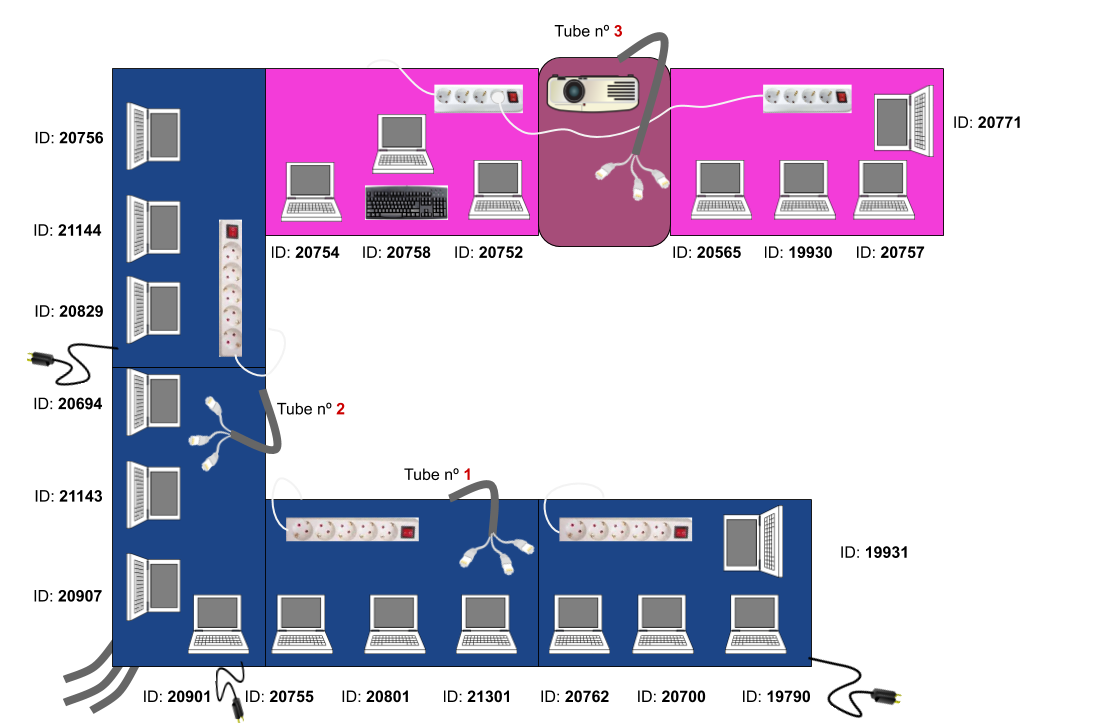 Tube nº 3
ID: 20756
ID: 20771
ID: 21144
ID: 20754
ID: 20758
ID: 20752
ID: 20565
ID: 19930
ID: 20757
ID: 20829
ID: 20694
Tube nº 2
Tube nº 1
ID: 21143
ID: 19931
ID: 20907
ID: 20901
ID: 20755
ID: 20801
ID: 21301
ID: 20762
ID: 20700
ID: 19790